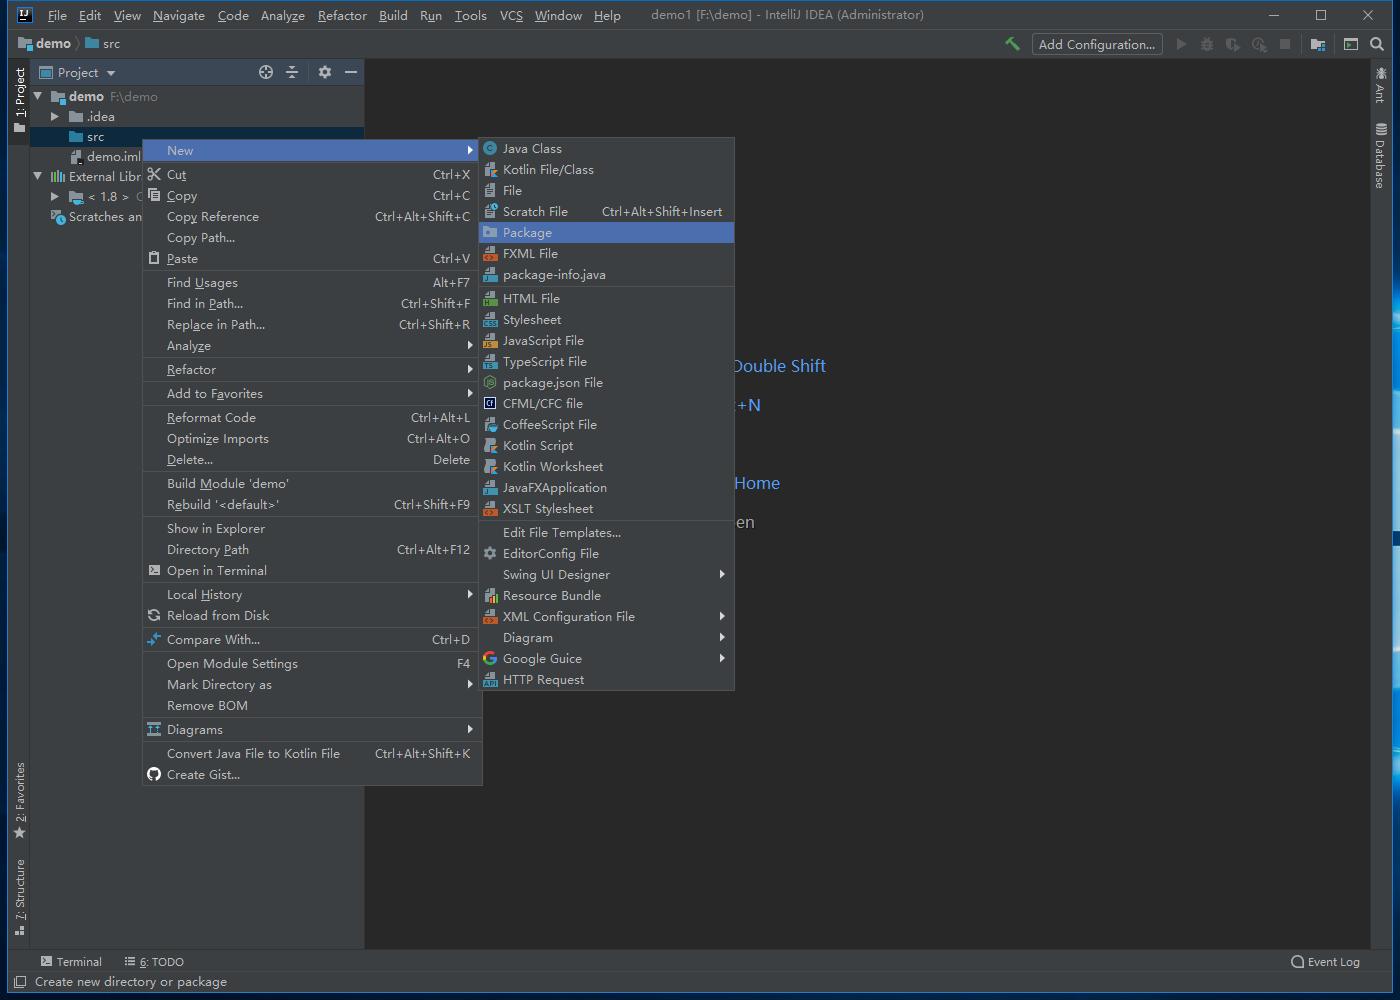 File Edit View Navigate Code Analyze Refactor Build Run Tools VCS Window Help demo1 [F:\demo] - IntelliJ IDEA (Administrator)
demo src Add Configuration...
Project
1: Project
demo F:\demo
.idea
src
demo.iml
External Libr
< 1.8 >
Scratches an
New
Cut Ctrl+X
Copy Ctrl+C
Copy Reference Ctrl+Alt+Shift+C
Copy Path...
Paste Ctrl+V
Find Usages Alt+F7
Find in Path... Ctrl+Shift+F
Replace in Path... Ctrl+Shift+R
Analyze
Refactor
Add to Favorites
Reformat Code Ctrl+Alt+L
Optimize Imports Ctrl+Alt+O
Delete... Delete
Build Module 'demo'
Rebuild '<default>' Ctrl+Shift+F9
Show in Explorer
Directory Path Ctrl+Alt+F12
Open in Terminal
Local History
Reload from Disk
Compare With... Ctrl+D
Open Module Settings F4
Mark Directory as
Remove BOM
Diagrams
Convert Java File to Kotlin File Ctrl+Alt+Shift+K
Create Gist...
Java Class
Kotlin File/Class
File
Scratch File Ctrl+Alt+Shift+Insert
Package
FXML File
package-info.java
HTML File
Stylesheet
JavaScript File
TypeScript File
package.json File
CFML/CFC file
CoffeeScript File
Kotlin Script
Kotlin Worksheet
JavaFXApplication
XSLT Stylesheet
Edit File Templates...
EditorConfig File
Swing UI Designer
Resource Bundle
XML Configuration File
Diagram
Google Guice
HTTP Request
Double Shift
+N
Home
en
Ant
Database
2: Favorites
7: Structure
Terminal 6: TODO Event Log
Create new directory or package